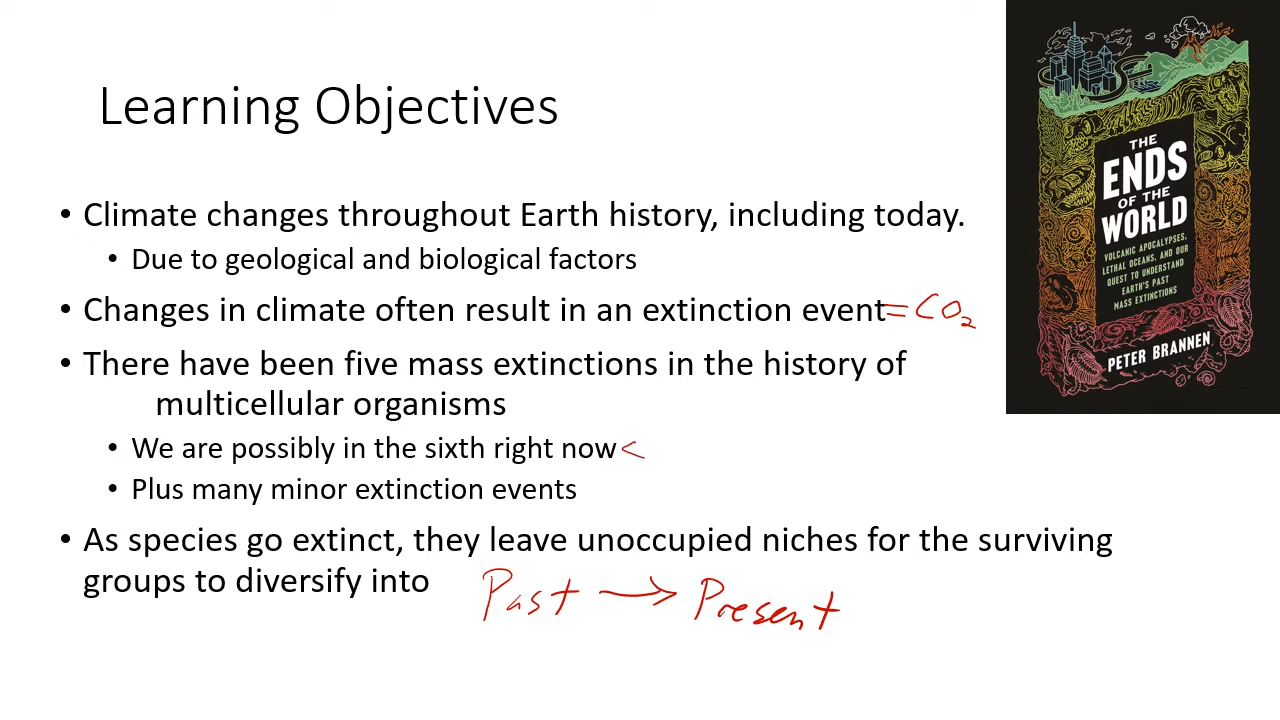 Learning Objectives
• Climate changes throughout Earth history, including today.
• Due to geological and biological factors
• Changes in climate often result in an extinction event = CO₂
• There have been five mass extinctions in the history of
multicellular organisms
• We are possibly in the sixth right now <
• Plus many minor extinction events
• As species go extinct, they leave unoccupied niches for the surviving
groups to diversify into
Past → Present
THE
ENDS
OF THE
WORLD
VOLCANIC APOCALYPSES,
LETHAL OCEANS, AND OUR
QUEST TO UNDERSTAND
EARTH'S PAST
MASS EXTINCTIONS
PETER BRANNEN